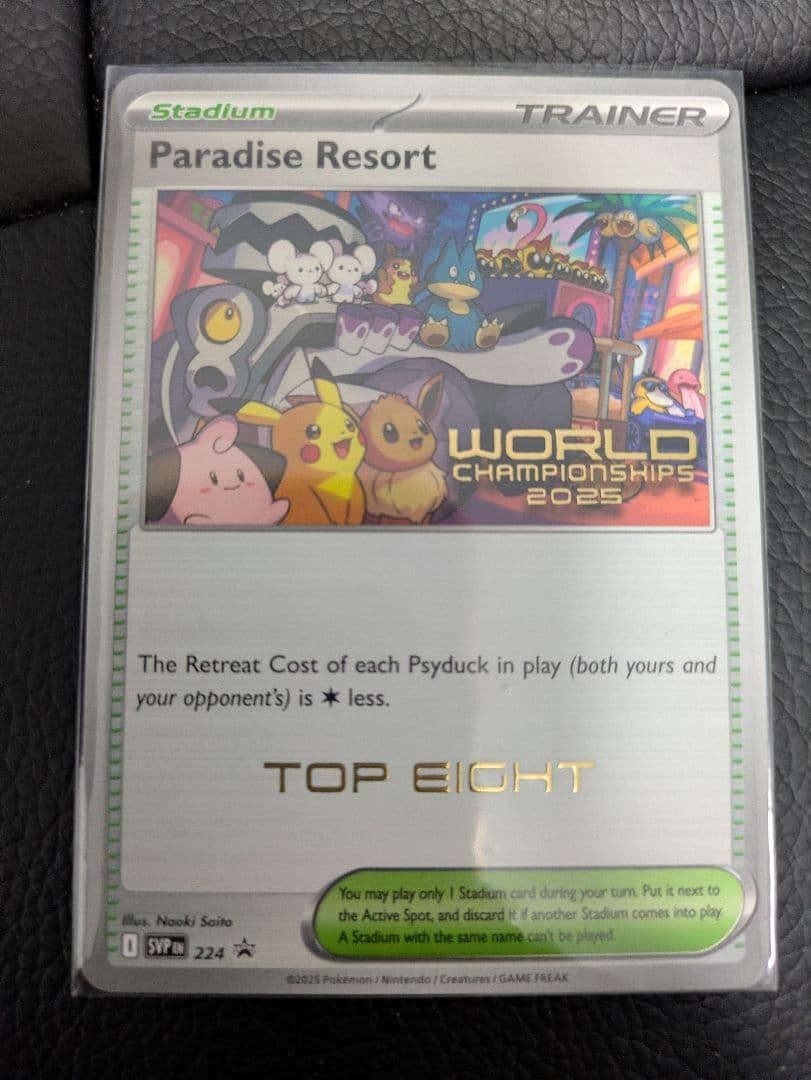 Stadium TRAINER
Paradise Resort
WORLD
CHAMPIONSHIPS
2025
The Retreat Cost of each Psyduck in play (both yours and
your opponent's) is ✶ less.
TOP EIGHT
You may play only 1 Stadium card during your turn. Put it next to
the Active Spot, and discard it if another Stadium comes into play.
A Stadium with the same name can't be played.
Illus. Naoki Saito
I SVP EN 224
©2025 Pokémon / Nintendo / Creatures / GAME FREAK